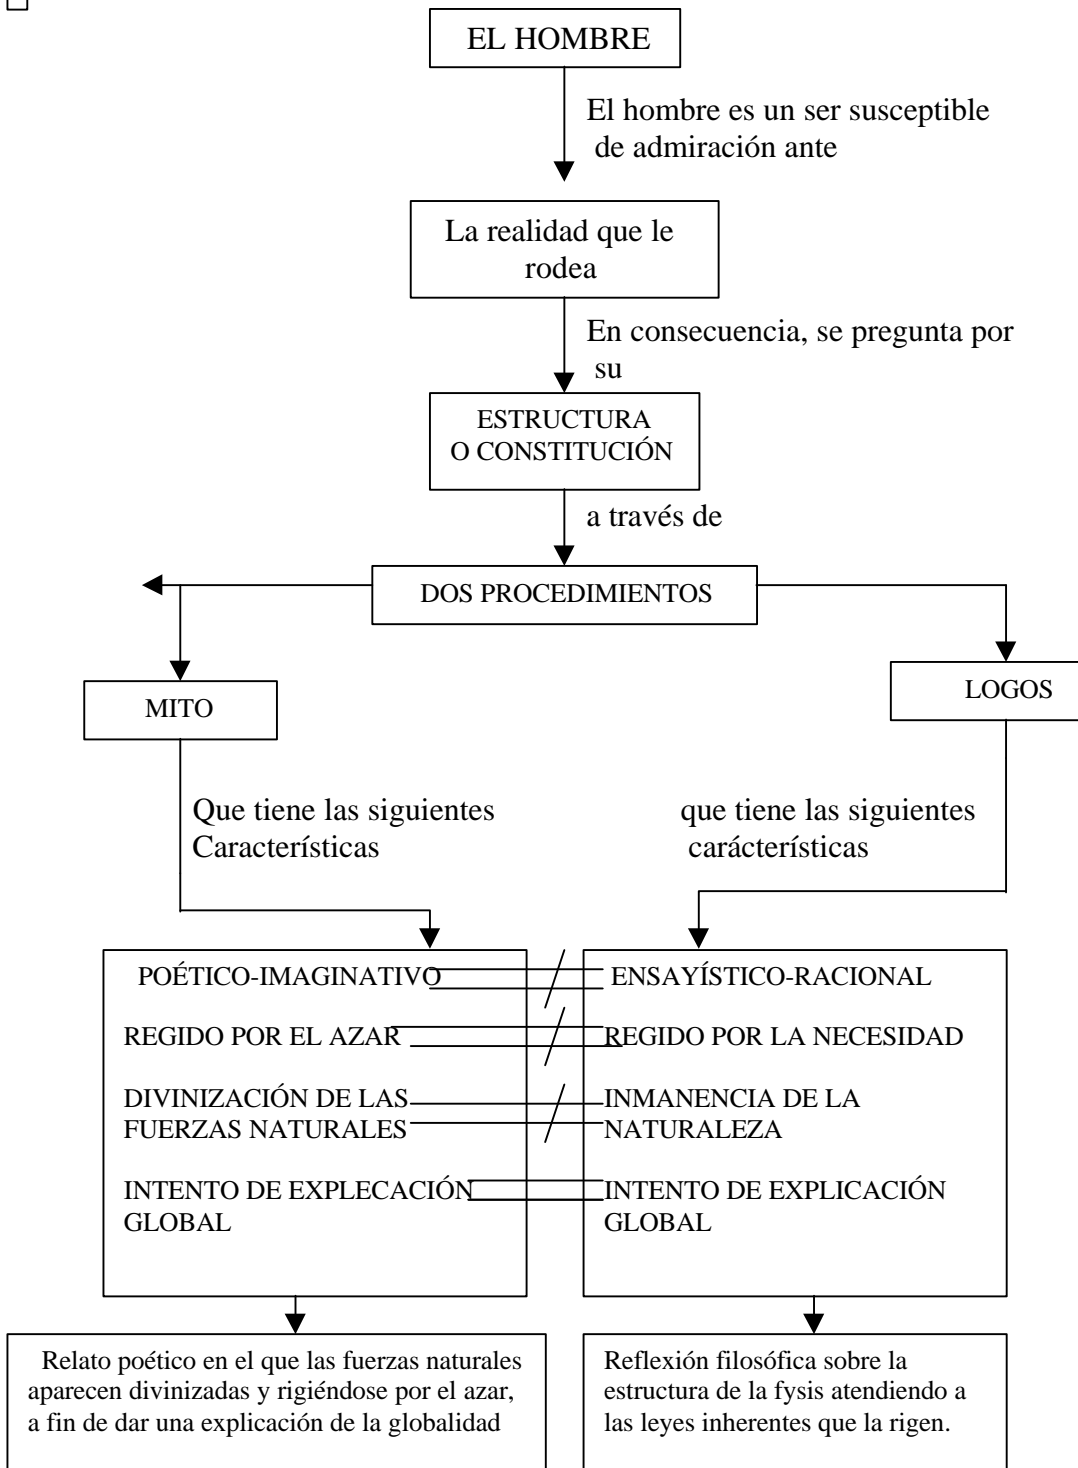 EL HOMBRE
El hombre es un ser susceptible
de admiración ante
La realidad que le
rodea
En consecuencia, se pregunta por
su
ESTRUCTURA
O CONSTITUCIÓN
a través de
DOS PROCEDIMIENTOS
MITO
LOGOS
Que tiene las siguientes
Características
que tiene las siguientes
carácterísticas
POÉTICO-IMAGINATIVO
REGIDO POR EL AZAR
DIVINIZACIÓN DE LAS
FUERZAS NATURALES
INTENTO DE EXPLECACIÓN
GLOBAL
ENSAYÍSTICO-RACIONAL
REGIDO POR LA NECESIDAD
INMANENCIA DE LA
NATURALEZA
INTENTO DE EXPLICACIÓN
GLOBAL
Relato poético en el que las fuerzas naturales
aparecen divinizadas y rigiéndose por el azar,
a fin de dar una explicación de la globalidad
Reflexión filosófica sobre la
estructura de la fysis atendiendo a
las leyes inherentes que la rigen.